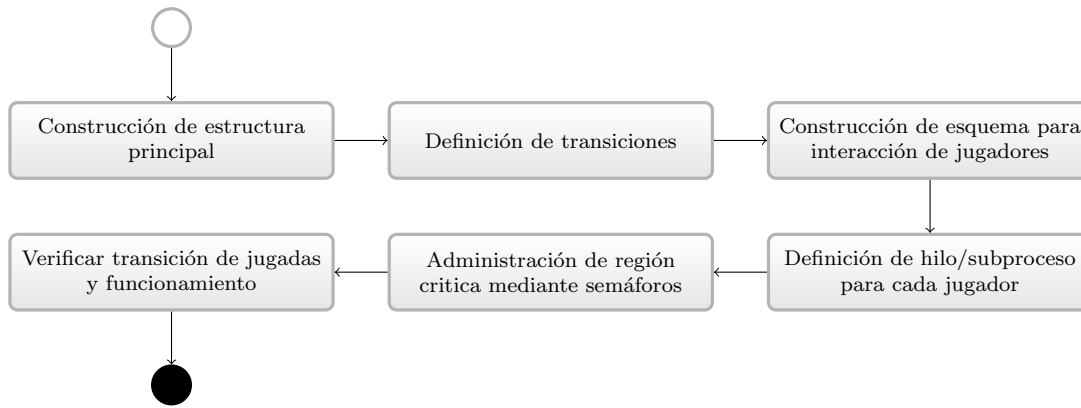 Construcción de estructura
principal
Definición de transiciones
Construcción de esquema para
interacción de jugadores
Definición de hilo/subproceso
para cada jugador
Administración de región
critica mediante semáforos
Verificar transición de jugadas
y funcionamiento